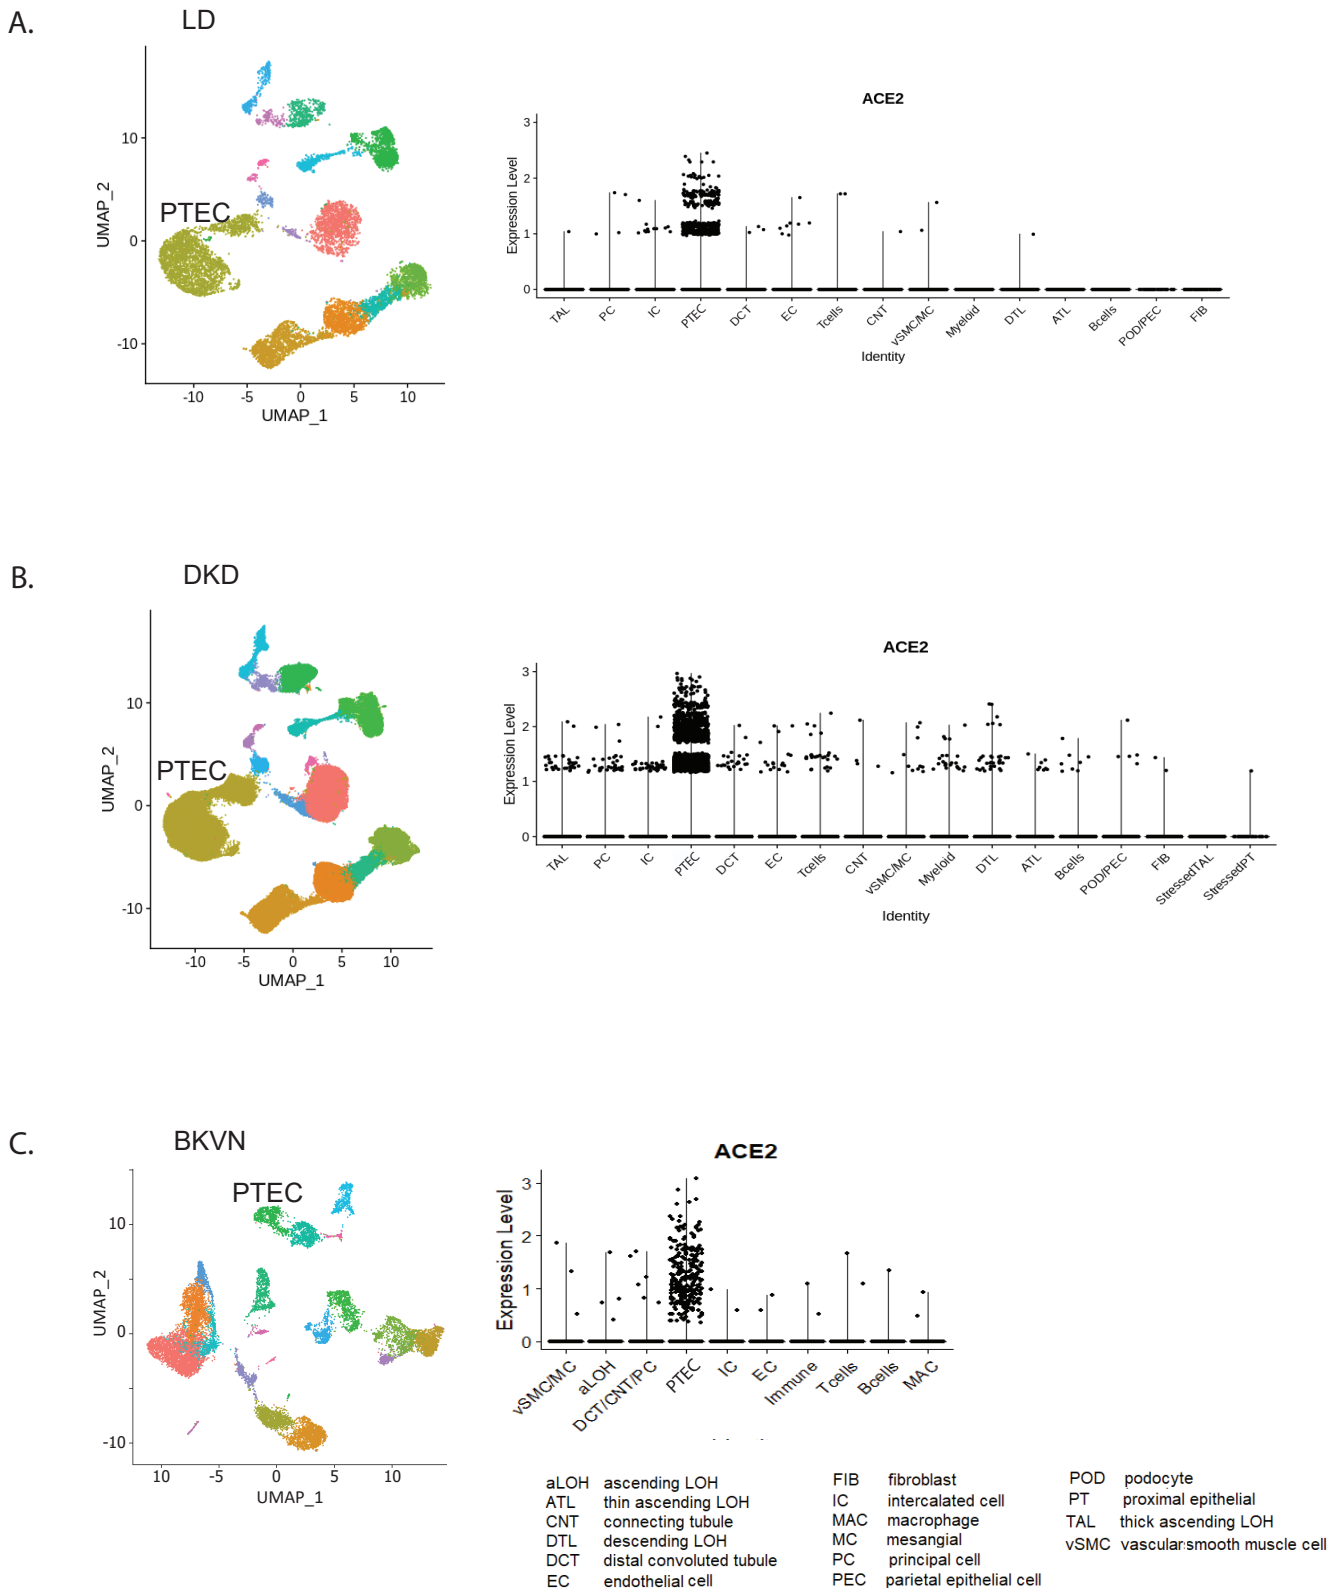 A.
LD
10
0
-10
UMAP_2
PTEC
-10 -5 0 5 10
UMAP_1
ACE2
3
2
1
0
Expression Level
TAL PC IC PTEC DCT EC Tcells CNT vSMC/MC Myeloid DTL ATL Bcells POD/PEC FIB
Identity
B.
DKD
10
0
-10
UMAP_2
PTEC
-10 -5 0 5 10
UMAP_1
ACE2
3
2
1
0
Expression Level
TAL PC IC PTEC DCT EC Tcells CNT vSMC/MC Myeloid DTL ATL Bcells POD/PEC FIB StressedTAL StressedPT
Identity
C.
BKVN
PTEC
10
0
-10
UMAP_2
10 -5 0 5 10
UMAP_1
ACE2
3
2
1
0
Expression Level
vSMC/MC aLOH DCT/CNT/PC PTEC IC EC Immune Tcells Bcells MAC
aLOH ascending LOH
ATL thin ascending LOH
CNT connecting tubule
DTL descending LOH
DCT distal convoluted tubule
EC endothelial cell
FIB fibroblast
IC intercalated cell
MAC macrophage
MC mesangial
PC principal cell
PEC parietal epithelial cell
POD podocyte
PT proximal epithelial
TAL thick ascending LOH
vSMC vascular smooth muscle cell